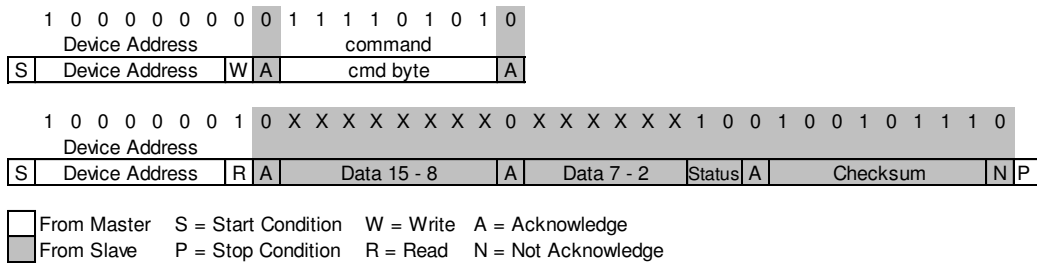 1 0 0 0 0 0 0 0 0 1 1 1 1 0 1 0 1 0
Device Address command
S Device Address W A cmd byte A
1 0 0 0 0 0 0 1 0 X X X X X X X X 0 X X X X X X 1 0 0 1 0 0 1 0 1 1 1 0
Device Address
S Device Address R A Data 15 - 8 A Data 7 - 2 Status A Checksum N P
From Master S = Start Condition W = Write A = Acknowledge
From Slave P = Stop Condition R = Read N = Not Acknowledge